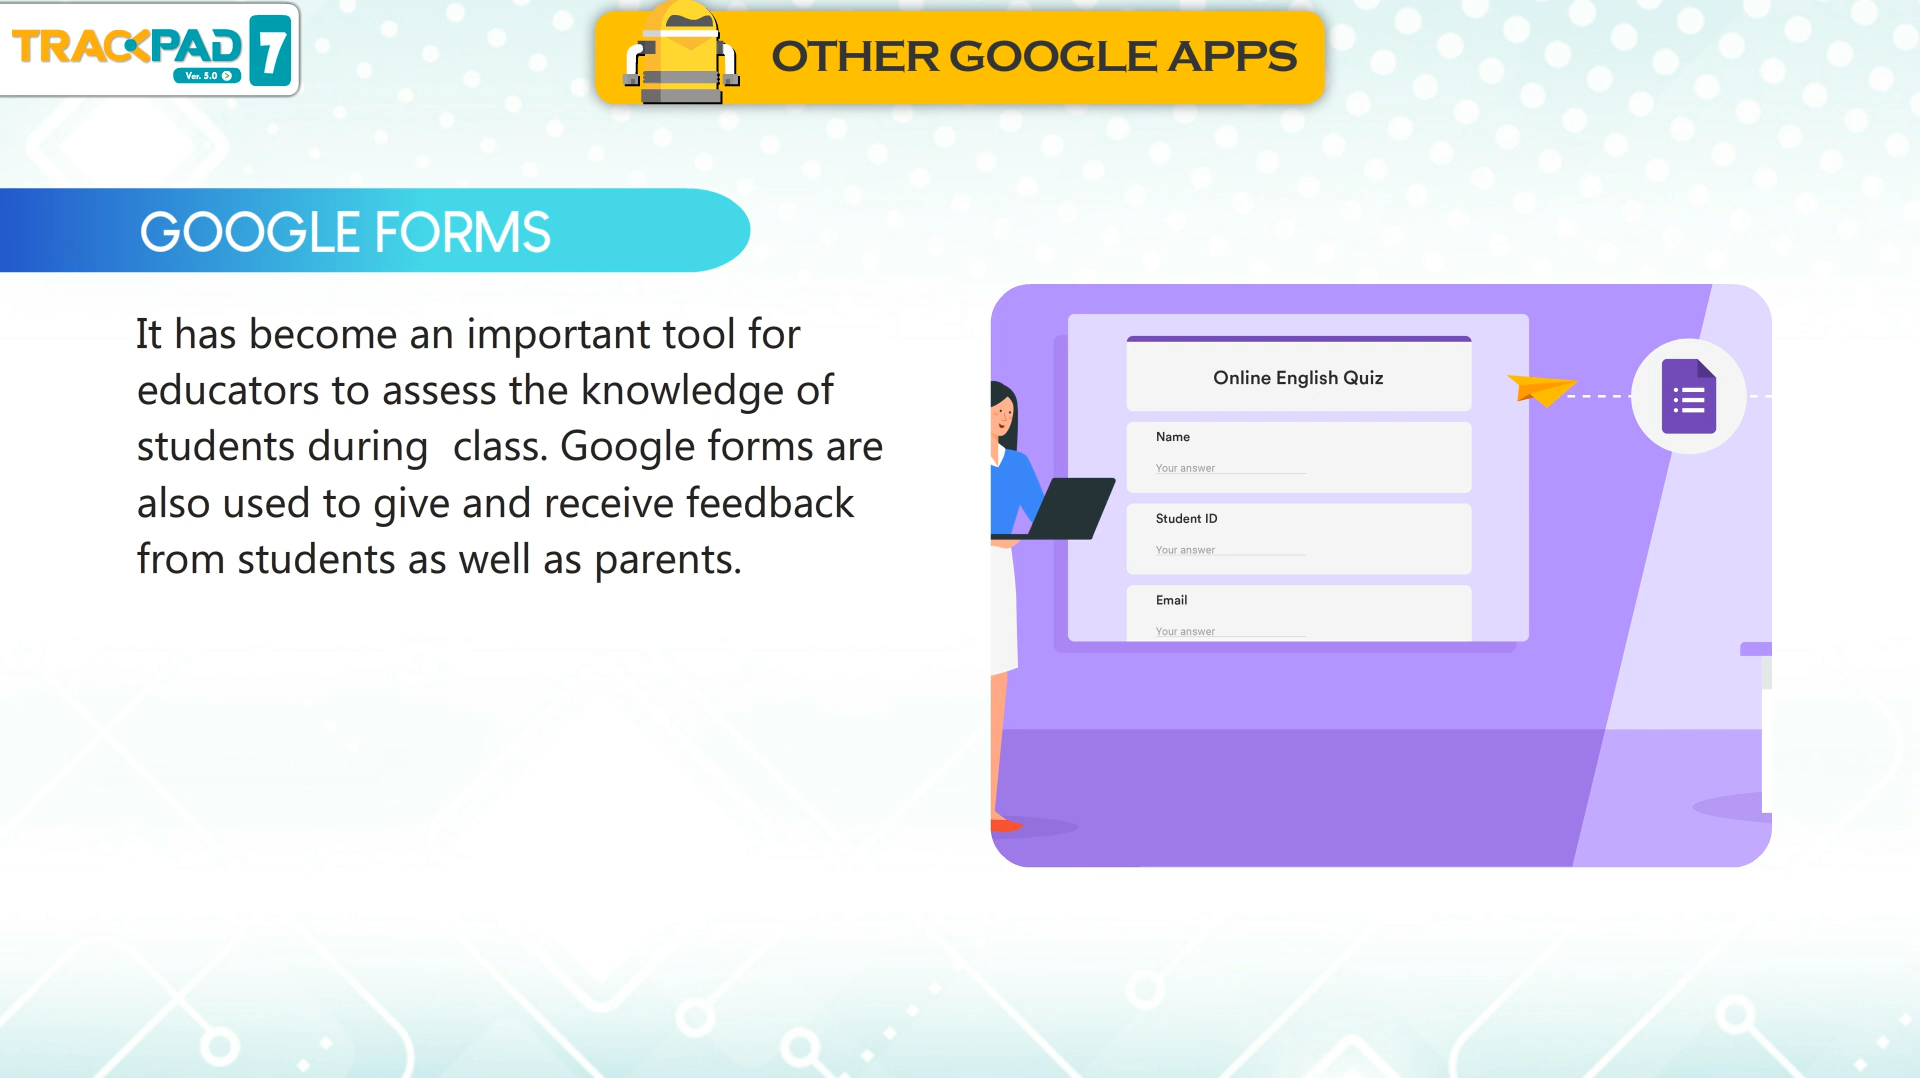 TRACKPAD 7
Ver. 5.0
OTHER GOOGLE APPS
GOOGLE FORMS
It has become an important tool for
educators to assess the knowledge of
students during  class. Google forms are
also used to give and receive feedback
from students as well as parents.
Online English Quiz
Name
Your answer
Student ID
Your answer
Email
Your answer